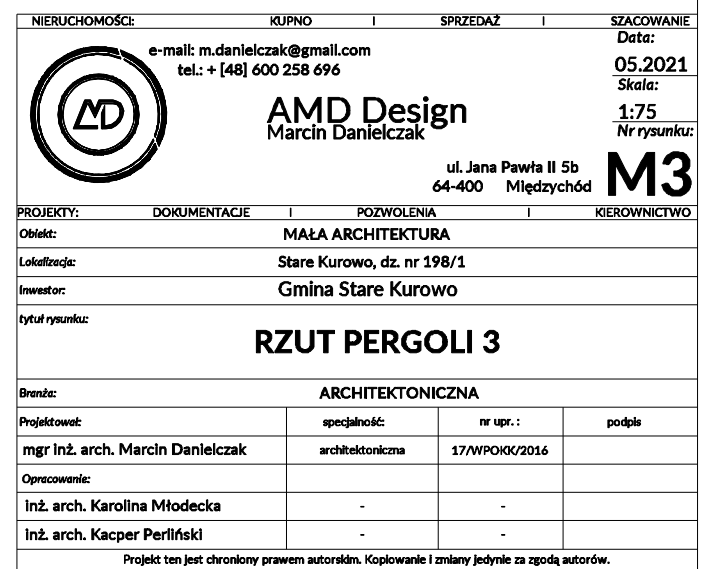 NIERUCHOMOŚCI: KUPNO | SPRZEDAŻ | SZACOWANIE
e-mail: m.danielczak@gmail.com
tel.: + [48] 600 258 696
Data:
05.2021
Skala:
1:75
Nr rysunku:
M3
MD
AMD Design
Marcin Danielczak
ul. Jana Pawła II 5b
64-400 Międzychód
PROJEKTY: DOKUMENTACJE | POZWOLENIA | KIEROWNICTWO
Obiekt: MAŁA ARCHITEKTURA
Lokalizacja: Stare Kurowo, dz. nr 198/1
Inwestor: Gmina Stare Kurowo
tytuł rysunku:
RZUT PERGOLI 3
Branża: ARCHITEKTONICZNA
Projektował: specjalność: nr upr. : podpis
mgr inż. arch. Marcin Danielczak architektoniczna 17/WPOKK/2016
Opracowanie:
inż. arch. Karolina Młodecka - -
inż. arch. Kacper Perliński - -
Projekt ten jest chroniony prawem autorskim. Kopiowanie i zmiany jedynie za zgodą autorów.